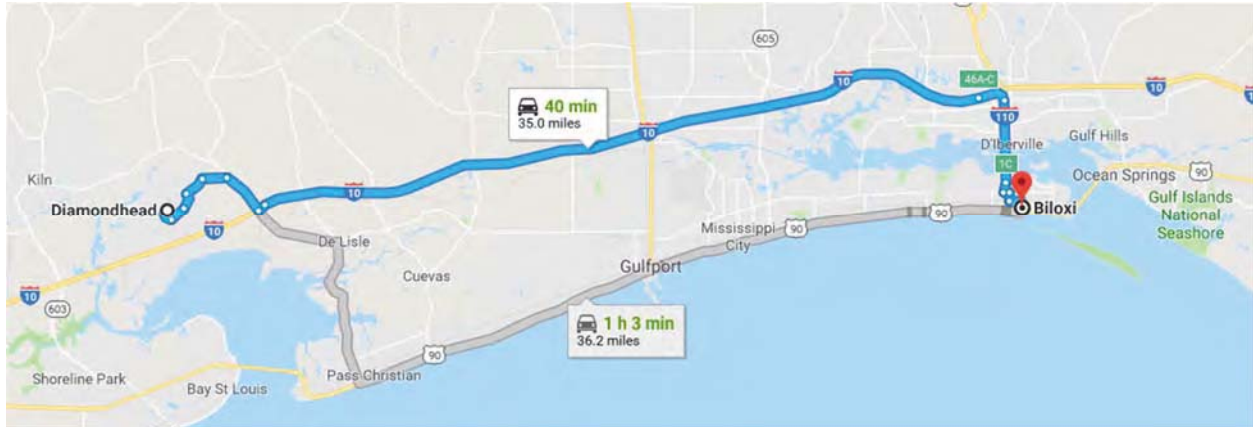 605
46A-C
10
10
10
40 min
35.0 miles
10
110
D'Iberville
Gulf Hills
Kiln
1C
90
Ocean Springs
Diamondhead
10
Biloxi
Gulf Islands
National
Seashore
10
90
90
Mississippi
City
De Lisle
Cuevas
Gulfport
10
603
1 h 3 min
36.2 miles
90
Shoreline Park
Bay St Louis
Pass Christian